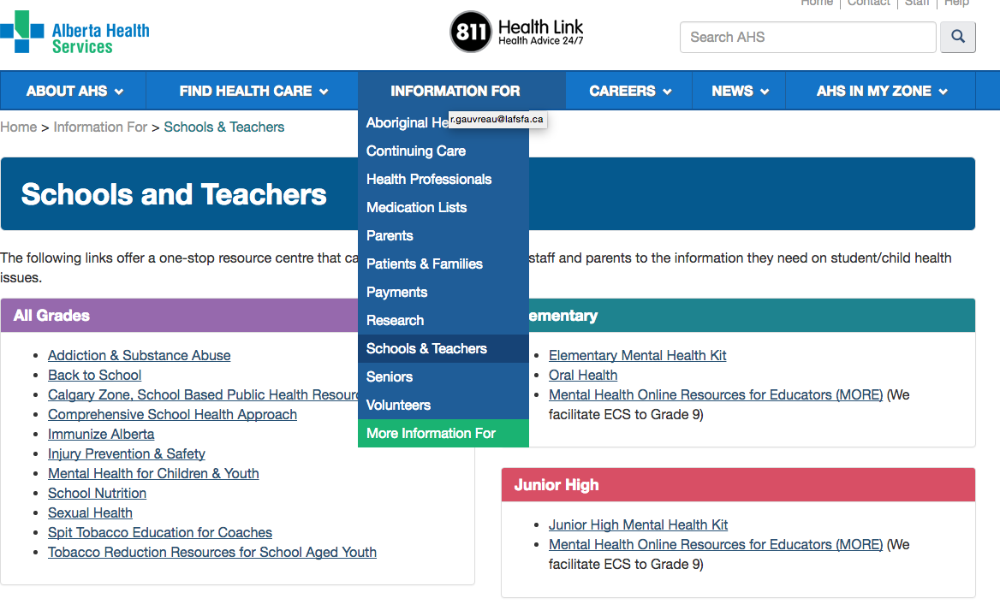 Home | Contact | Staff | Help
Alberta Health
Services
811
Health Link
Health Advice 24/7
Search AHS
ABOUT AHS
FIND HEALTH CARE
INFORMATION FOR
CAREERS
NEWS
AHS IN MY ZONE
r.gauvreau@lafsfa.ca
Home > Information For > Schools & Teachers
Schools and Teachers
Aboriginal He
Continuing Care
Health Professionals
Medication Lists
Parents
Patients & Families
Payments
Research
Schools & Teachers
Seniors
Volunteers
More Information For
The following links offer a one-stop resource centre that ca staff and parents to the information they need on student/child health
issues.
All Grades
Addiction & Substance Abuse
Back to School
Calgary Zone, School Based Public Health Resour
Comprehensive School Health Approach
Immunize Alberta
Injury Prevention & Safety
Mental Health for Children & Youth
School Nutrition
Sexual Health
Spit Tobacco Education for Coaches
Tobacco Reduction Resources for School Aged Youth
ementary
Elementary Mental Health Kit
Oral Health
Mental Health Online Resources for Educators (MORE) (We
facilitate ECS to Grade 9)
Junior High
Junior High Mental Health Kit
Mental Health Online Resources for Educators (MORE) (We
facilitate ECS to Grade 9)